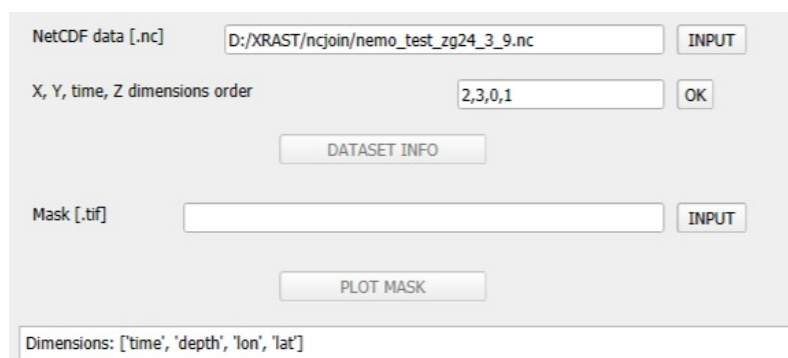 NetCDF data [.nc] D:/XRAST/ncjoin/nemo_test_zg24_3_9.nc INPUT
X, Y, time, Z dimensions order 2,3,0,1 OK
DATASET INFO
Mask [.tif] INPUT
PLOT MASK
Dimensions: ['time', 'depth', 'lon', 'lat']